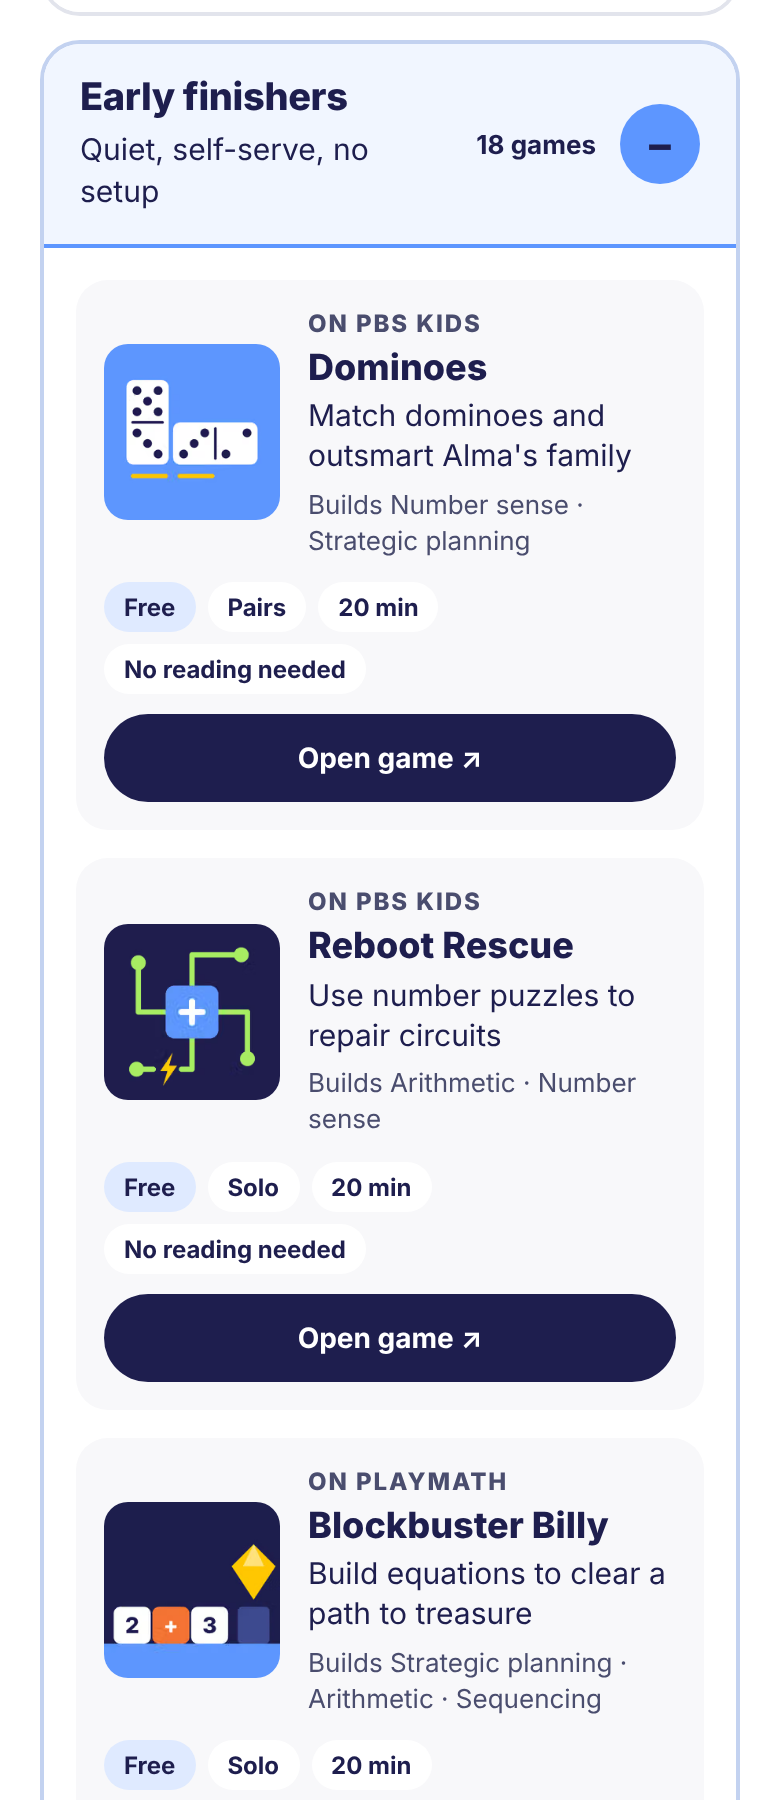 Early finishers
Quiet, self-serve, no
setup
18 games
ON PBS KIDS
Dominoes
Match dominoes and
outsmart Alma's family
Builds Number sense ·
Strategic planning
Free
Pairs
20 min
No reading needed
Open game ↗
ON PBS KIDS
Reboot Rescue
Use number puzzles to
repair circuits
Builds Arithmetic · Number
sense
Free
Solo
20 min
No reading needed
Open game ↗
ON PLAYMATH
Blockbuster Billy
Build equations to clear a
path to treasure
2 + 3
Builds Strategic planning ·
Arithmetic · Sequencing
Free
Solo
20 min